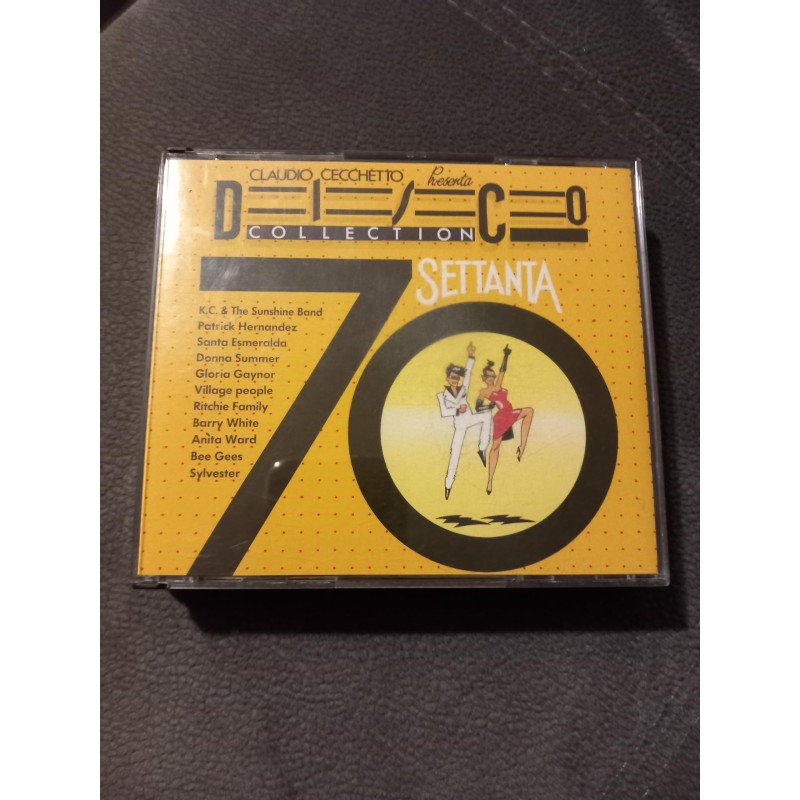 CLAUDIO CECCHETTO Presenta
DISCO
COLLECTION
70 SETTANTA
K.C. & The Sunshine Band
Patrick Hernandez
Santa Esmeralda
Donna Summer
Gloria Gaynor
Village people
Ritchie Family
Barry White
Anita Ward
Bee Gees
Sylvester